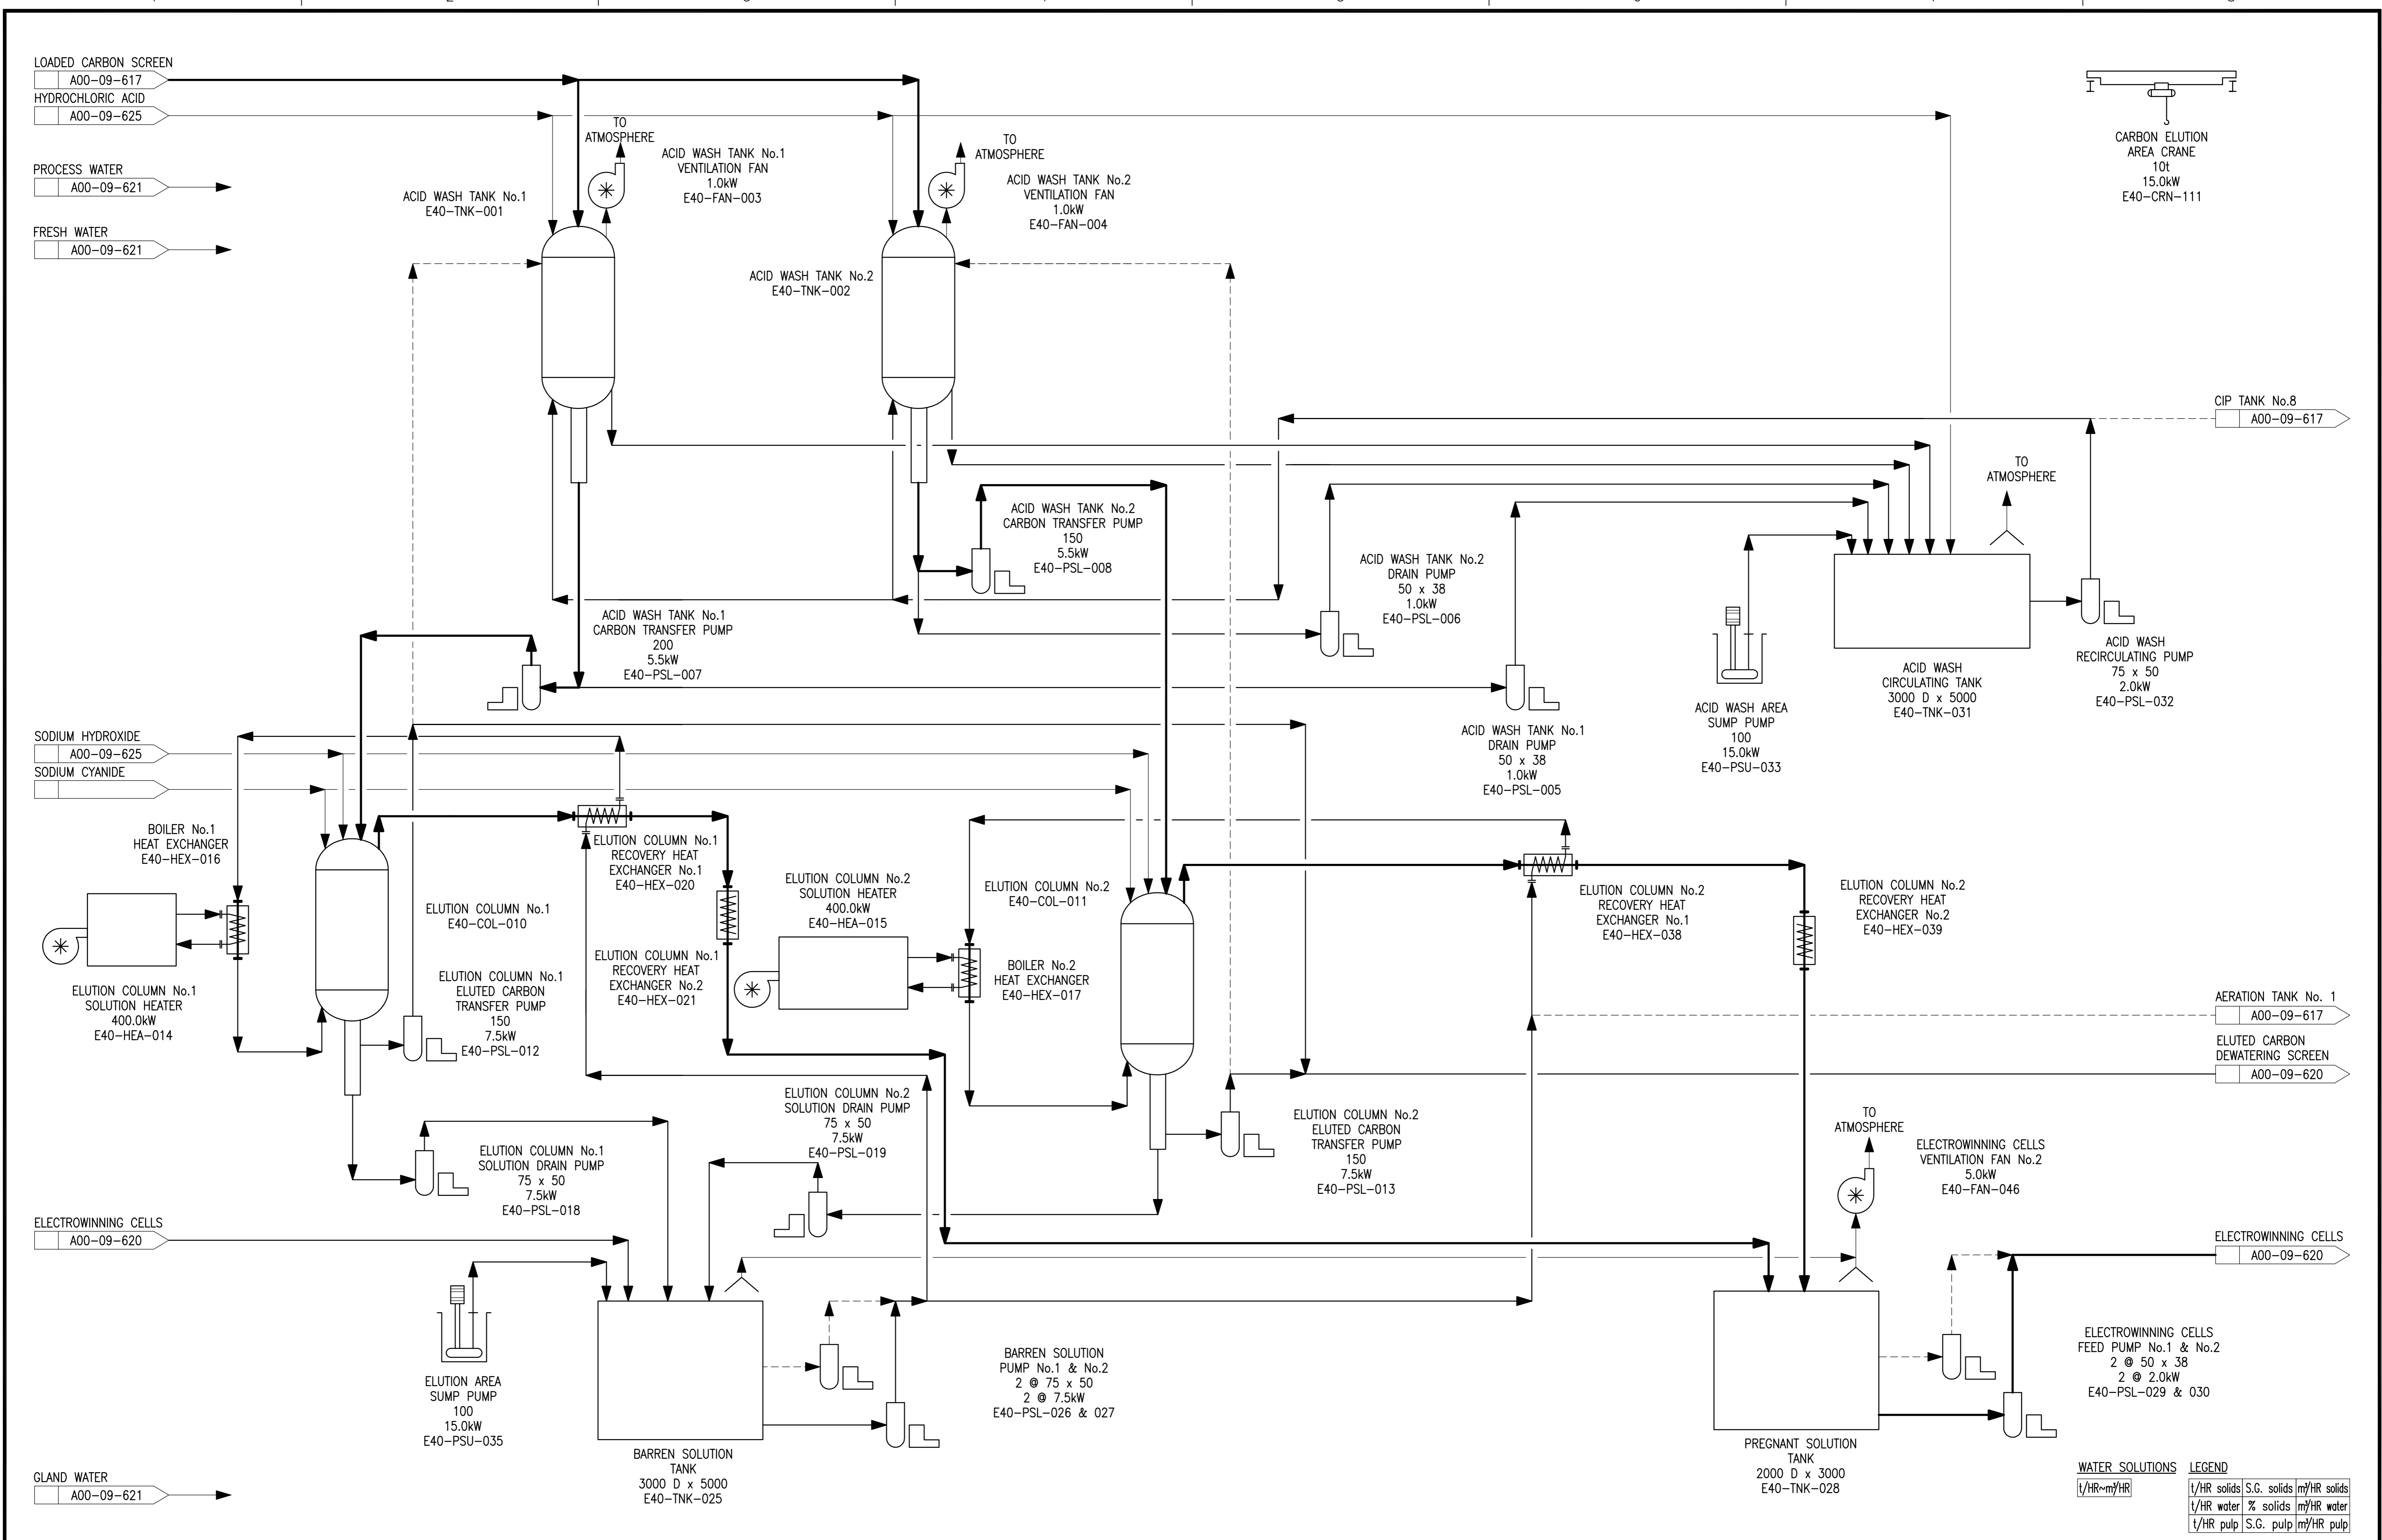 LOADED CARBON SCREEN
A00-09-617
HYDROCHLORIC ACID
A00-09-625
PROCESS WATER
A00-09-621
FRESH WATER
A00-09-621
ACID WASH TANK No.1
E40-TNK-001
TO
ATMOSPHERE
ACID WASH TANK No.1
VENTILATION FAN
1.0kW
E40-FAN-003
TO
ATMOSPHERE
ACID WASH TANK No.2
VENTILATION FAN
1.0kW
E40-FAN-004
ACID WASH TANK No.2
E40-TNK-002
CARBON ELUTION
AREA CRANE
10t
15.0kW
E40-CRN-111
CIP TANK No.8
A00-09-617
TO
ATMOSPHERE
ACID WASH TANK No.2
CARBON TRANSFER PUMP
150
5.5kW
E40-PSL-008
ACID WASH TANK No.2
DRAIN PUMP
50 x 38
1.0kW
E40-PSL-006
ACID WASH TANK No.1
CARBON TRANSFER PUMP
200
5.5kW
E40-PSL-007
ACID WASH
RECIRCULATING PUMP
75 x 50
2.0kW
E40-PSL-032
ACID WASH
CIRCULATING TANK
3000 D x 5000
E40-TNK-031
ACID WASH AREA
SUMP PUMP
100
15.0kW
E40-PSU-033
ACID WASH TANK No.1
DRAIN PUMP
50 x 38
1.0kW
E40-PSL-005
SODIUM HYDROXIDE
A00-09-625
SODIUM CYANIDE
BOILER No.1
HEAT EXCHANGER
E40-HEX-016
ELUTION COLUMN No.1
RECOVERY HEAT
EXCHANGER No.1
E40-HEX-020
ELUTION COLUMN No.2
SOLUTION HEATER
400.0kW
E40-HEA-015
ELUTION COLUMN No.2
E40-COL-011
ELUTION COLUMN No.2
RECOVERY HEAT
EXCHANGER No.1
E40-HEX-038
ELUTION COLUMN No.2
RECOVERY HEAT
EXCHANGER No.2
E40-HEX-039
ELUTION COLUMN No.1
E40-COL-010
ELUTION COLUMN No.1
SOLUTION HEATER
400.0kW
E40-HEA-014
ELUTION COLUMN No.1
ELUTED CARBON
TRANSFER PUMP
150
7.5kW
E40-PSL-012
ELUTION COLUMN No.1
RECOVERY HEAT
EXCHANGER No.2
E40-HEX-021
BOILER No.2
HEAT EXCHANGER
E40-HEX-017
AERATION TANK No. 1
A00-09-617
ELUTED CARBON
DEWATERING SCREEN
A00-09-620
ELUTION COLUMN No.2
SOLUTION DRAIN PUMP
75 x 50
7.5kW
E40-PSL-019
ELUTION COLUMN No.2
ELUTED CARBON
TRANSFER PUMP
150
7.5kW
E40-PSL-013
ELUTION COLUMN No.1
SOLUTION DRAIN PUMP
75 x 50
7.5kW
E40-PSL-018
TO
ATMOSPHERE
ELECTROWINNING CELLS
VENTILATION FAN No.2
5.0kW
E40-FAN-046
ELECTROWINNING CELLS
A00-09-620
ELECTROWINNING CELLS
A00-09-620
ELUTION AREA
SUMP PUMP
100
15.0kW
E40-PSU-035
BARREN SOLUTION
PUMP No.1 & No.2
2 @ 75 x 50
2 @ 7.5kW
E40-PSL-026 & 027
ELECTROWINNING CELLS
FEED PUMP No.1 & No.2
2 @ 50 x 38
2 @ 2.0kW
E40-PSL-029 & 030
BARREN SOLUTION
TANK
3000 D x 5000
E40-TNK-025
PREGNANT SOLUTION
TANK
2000 D x 3000
E40-TNK-028
GLAND WATER
A00-09-621
WATER SOLUTIONS LEGEND
t/HR~m³/HR
t/HR solids S.G. solids m³/HR solids
t/HR water % solids m³/HR water
t/HR pulp S.G. pulp m³/HR pulp